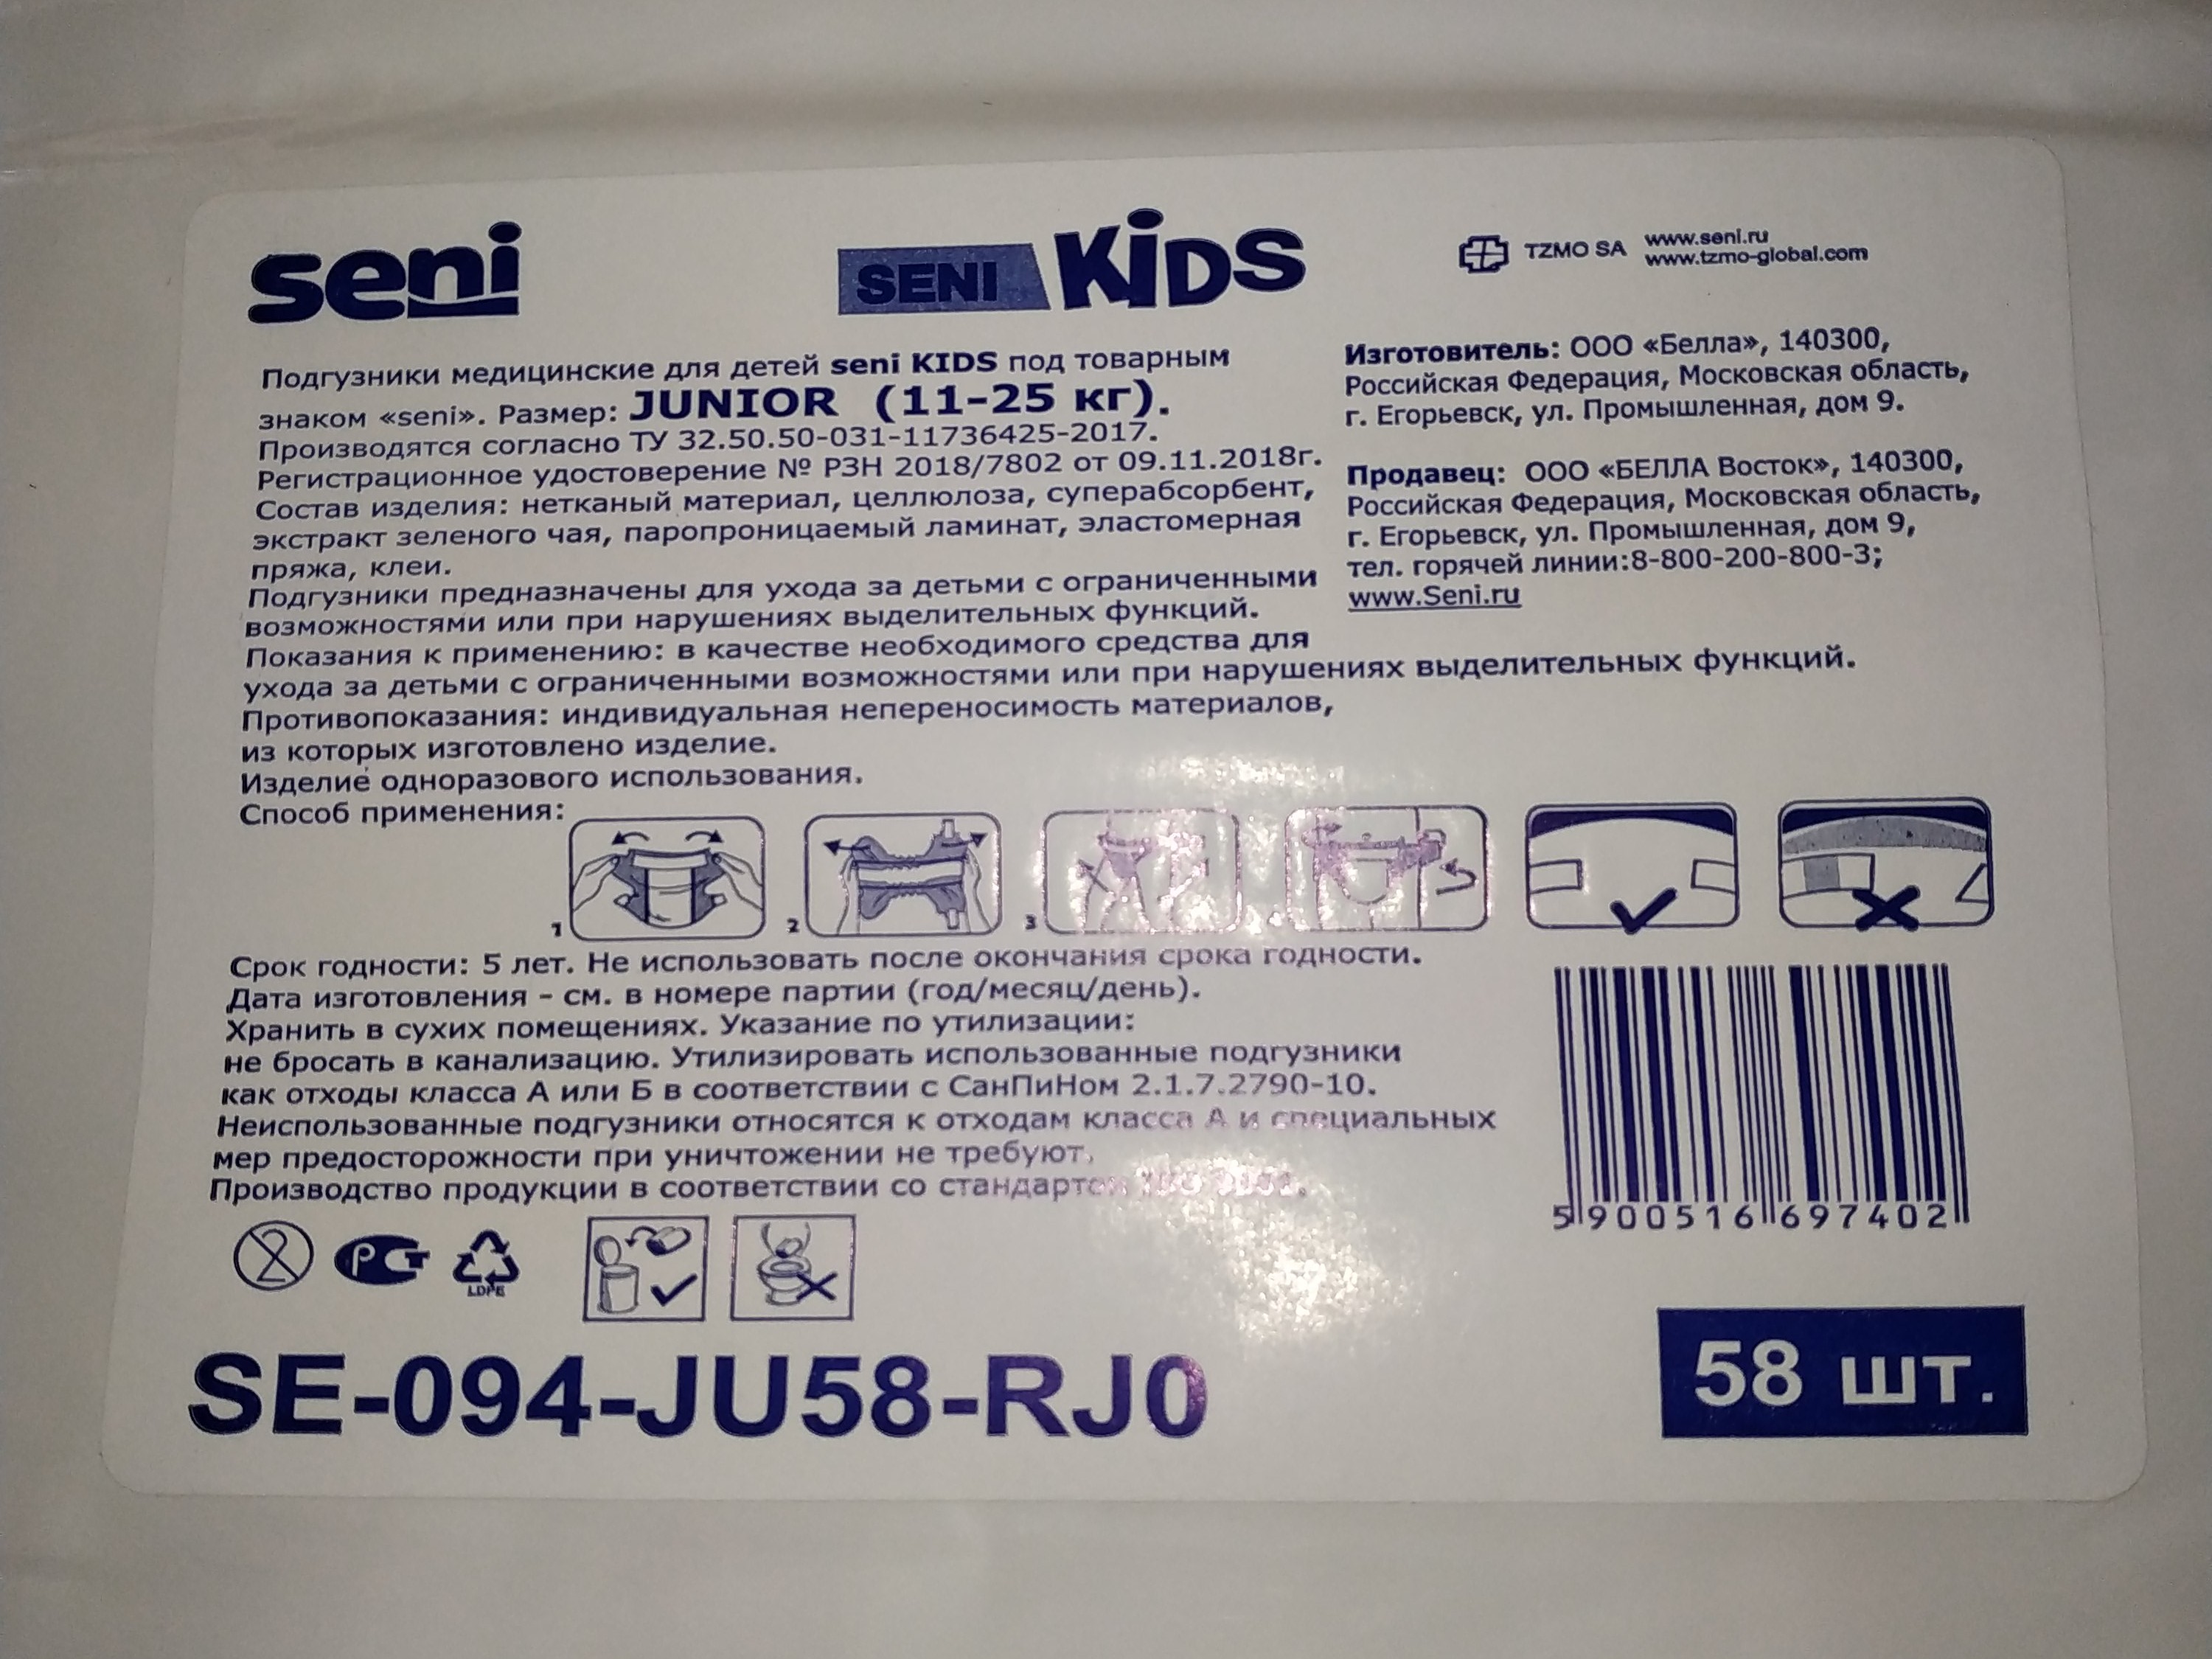 seni
SENI KiDS
TZMO SA
www.seni.ru
www.tzmo-global.com
Подгузники медицинские для детей seni KIDS под товарным
знаком «seni». Размер: JUNIOR (11-25 кг).
Производятся согласно ТУ 32.50.50-031-11736425-2017.
Регистрационное удостоверение № РЗН 2018/7802 от 09.11.2018г.
Состав изделия: нетканый материал, целлюлоза, суперабсорбент,
экстракт зеленого чая, паропроницаемый ламинат, эластомерная
пряжа, клеи.
Подгузники предназначены для ухода за детьми с ограниченными
возможностями или при нарушениях выделительных функций.
Показания к применению: в качестве необходимого средства для
ухода за детьми с ограниченными возможностями или при нарушениях выделительных функций.
Противопоказания: индивидуальная непереносимость материалов,
из которых изготовлено изделие.
Изделие одноразового использования.
Способ применения:
Изготовитель: ООО «Белла», 140300,
Российская Федерация, Московская область,
г. Егорьевск, ул. Промышленная, дом 9.
Продавец: ООО «БЕЛЛА Восток», 140300,
Российская Федерация, Московская область,
г. Егорьевск, ул. Промышленная, дом 9,
тел. горячей линии:8-800-200-800-3;
www.Seni.ru
1
2
3
Срок годности: 5 лет. Не использовать после окончания срока годности.
Дата изготовления – см. в номере партии (год/месяц/день).
Хранить в сухих помещениях. Указание по утилизации:
не бросать в канализацию. Утилизировать использованные подгузники
как отходы класса А или Б в соответствии с СанПиНом 2.1.7.2790-10.
Неиспользованные подгузники относятся к отходам класса А и специальных
мер предосторожности при уничтожении не требуют.
Производство продукции в соответствии со стандартом
5 900516 697402
2
РСТ
LDPE
SE-094-JU58-RJ0
58 шт.